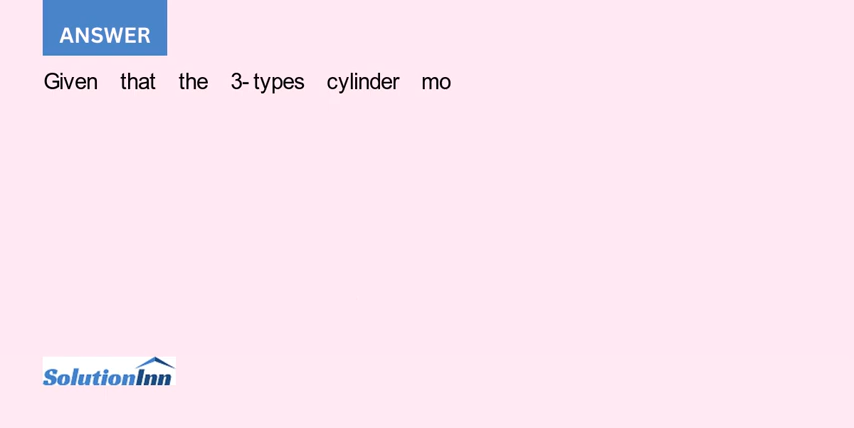 ANSWER
Given that the 3- types cylinder mo
SolutionInn